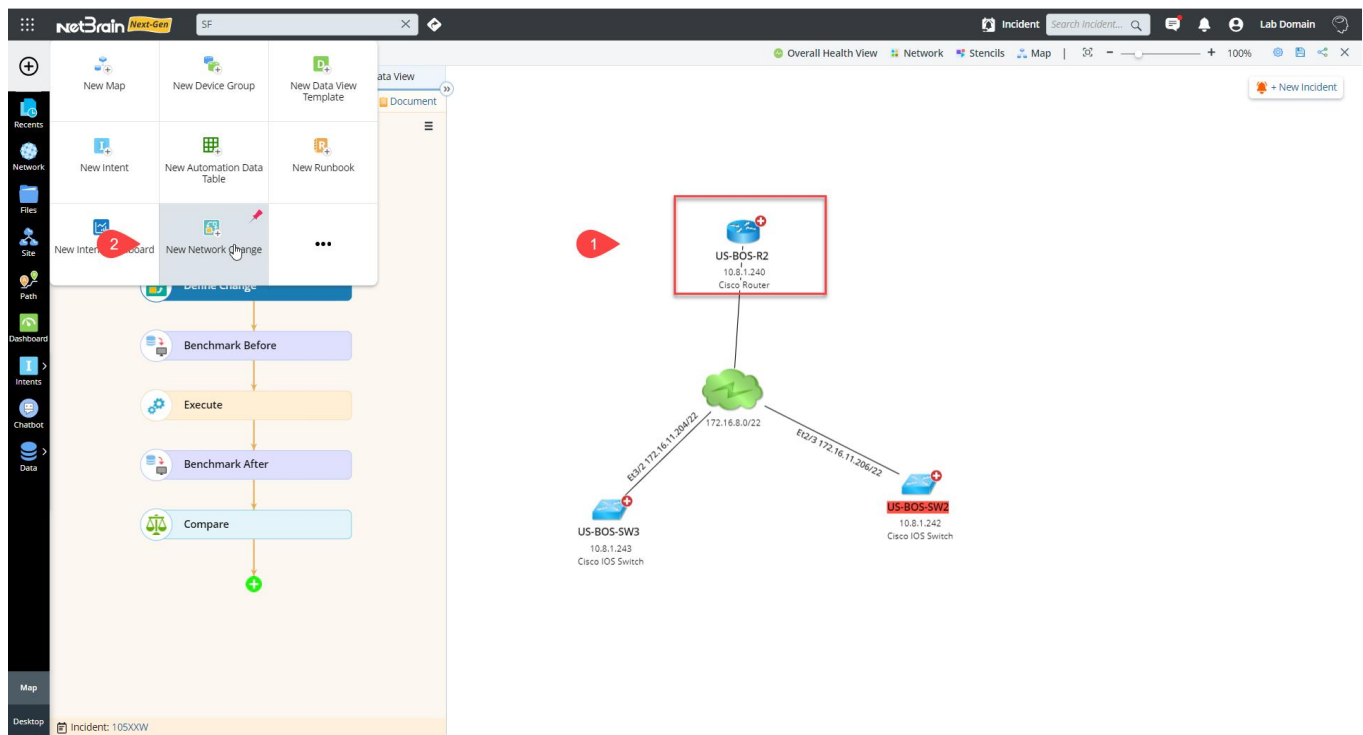 NetBrain Next-Gen
SF
Incident
Search Incident...
Lab Domain
Overall Health View
Network
Stencils
Map
|
100%
New Map
New Device Group
New Data View
Template
ata View
Document
+ New Incident
Recents
Network
Files
Site
Path
Dashboard
Intents
Chatbot
Data
Map
Desktop
New Intent
New Automation Data
Table
New Runbook
2
New Network Change
...
Define Change
Benchmark Before
Execute
Benchmark After
Compare
Incident: 105XXW
1
US-BOS-R2
10.8.1.240
Cisco Router
172.16.8.0/22
Et3/2 172.16.11.204/22
Et2/3 172.16.11.206/22
US-BOS-SW3
10.8.1.243
Cisco IOS Switch
US-BOS-SW2
10.8.1.242
Cisco IOS Switch